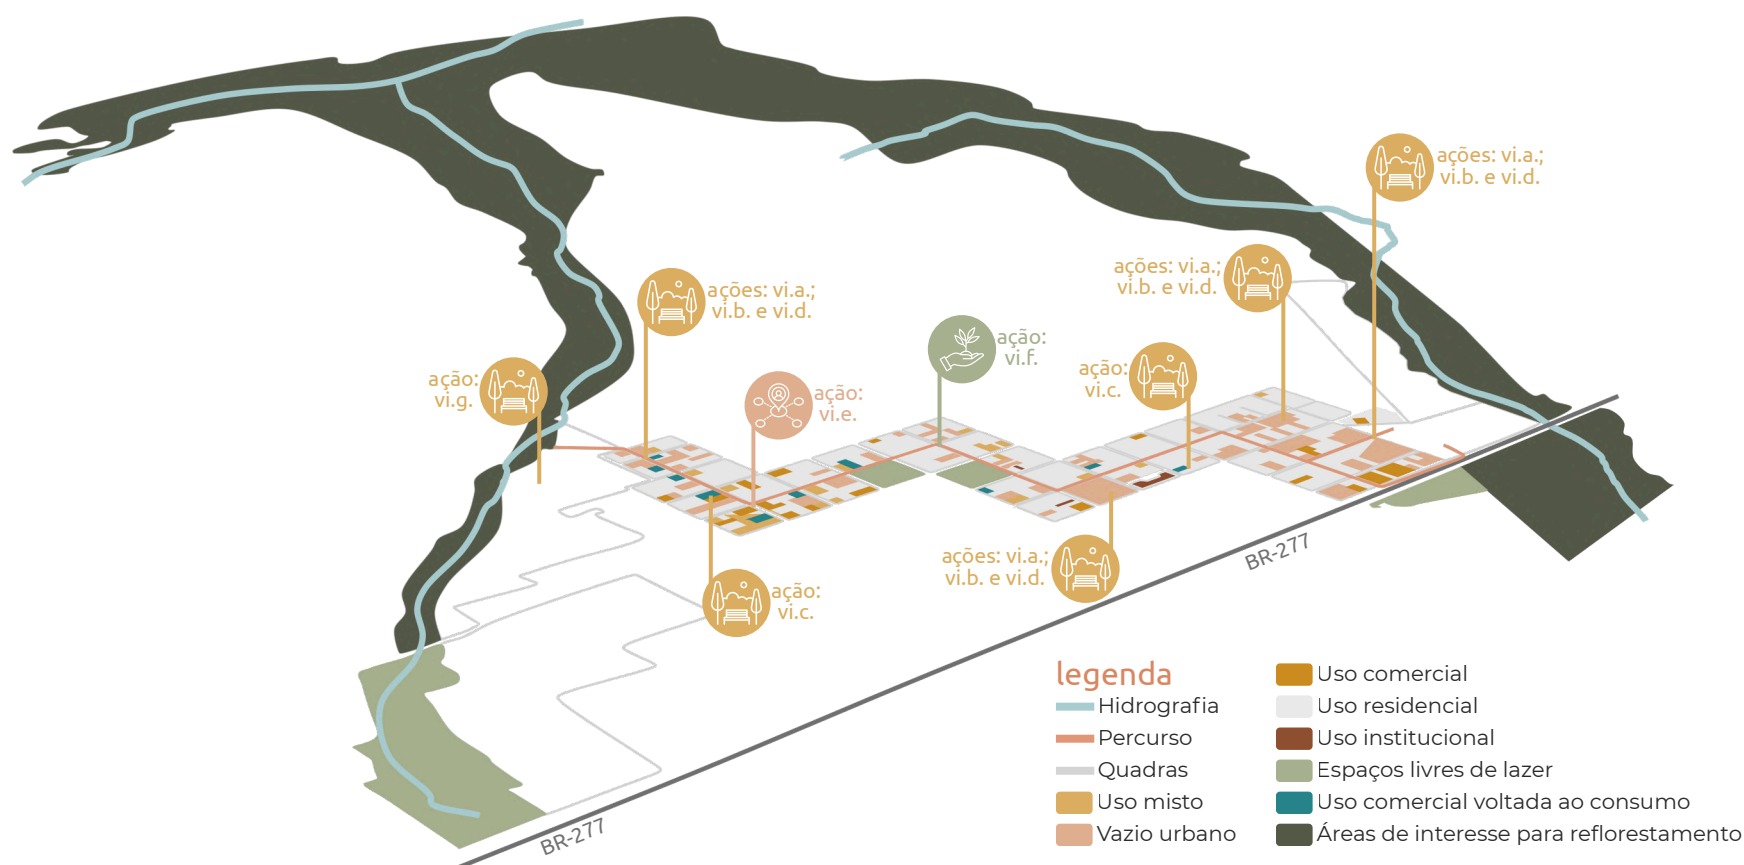 ações: vi.a.;
vi.b. e vi.d.
ações: vi.a.;
vi.b. e vi.d.
ações: vi.a.;
vi.b. e vi.d.
ação:
vi.f.
ação:
vi.c.
ação:
vi.g.
ação:
vi.e.
BR-277
ações: vi.a.;
vi.b. e vi.d.
ação:
vi.c.
BR-277
legenda
Hidrografia
Percurso
Quadras
Uso misto
Vazio urbano
Uso comercial
Uso residencial
Uso institucional
Espaços livres de lazer
Uso comercial voltada ao consumo
Áreas de interesse para reflorestamento